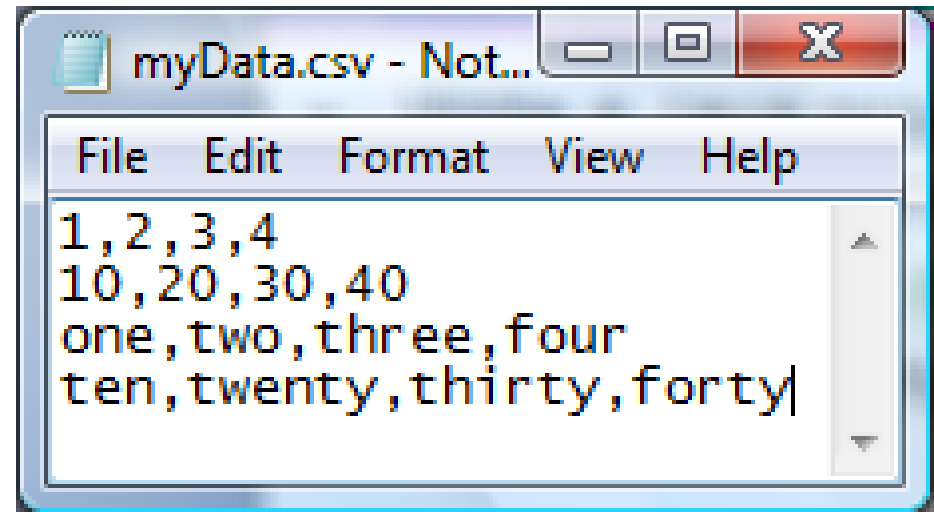 myData.csv - Not...
File Edit Format View Help
1,2,3,4
10,20,30,40
one,two,three,four
ten,twenty,thirty,forty